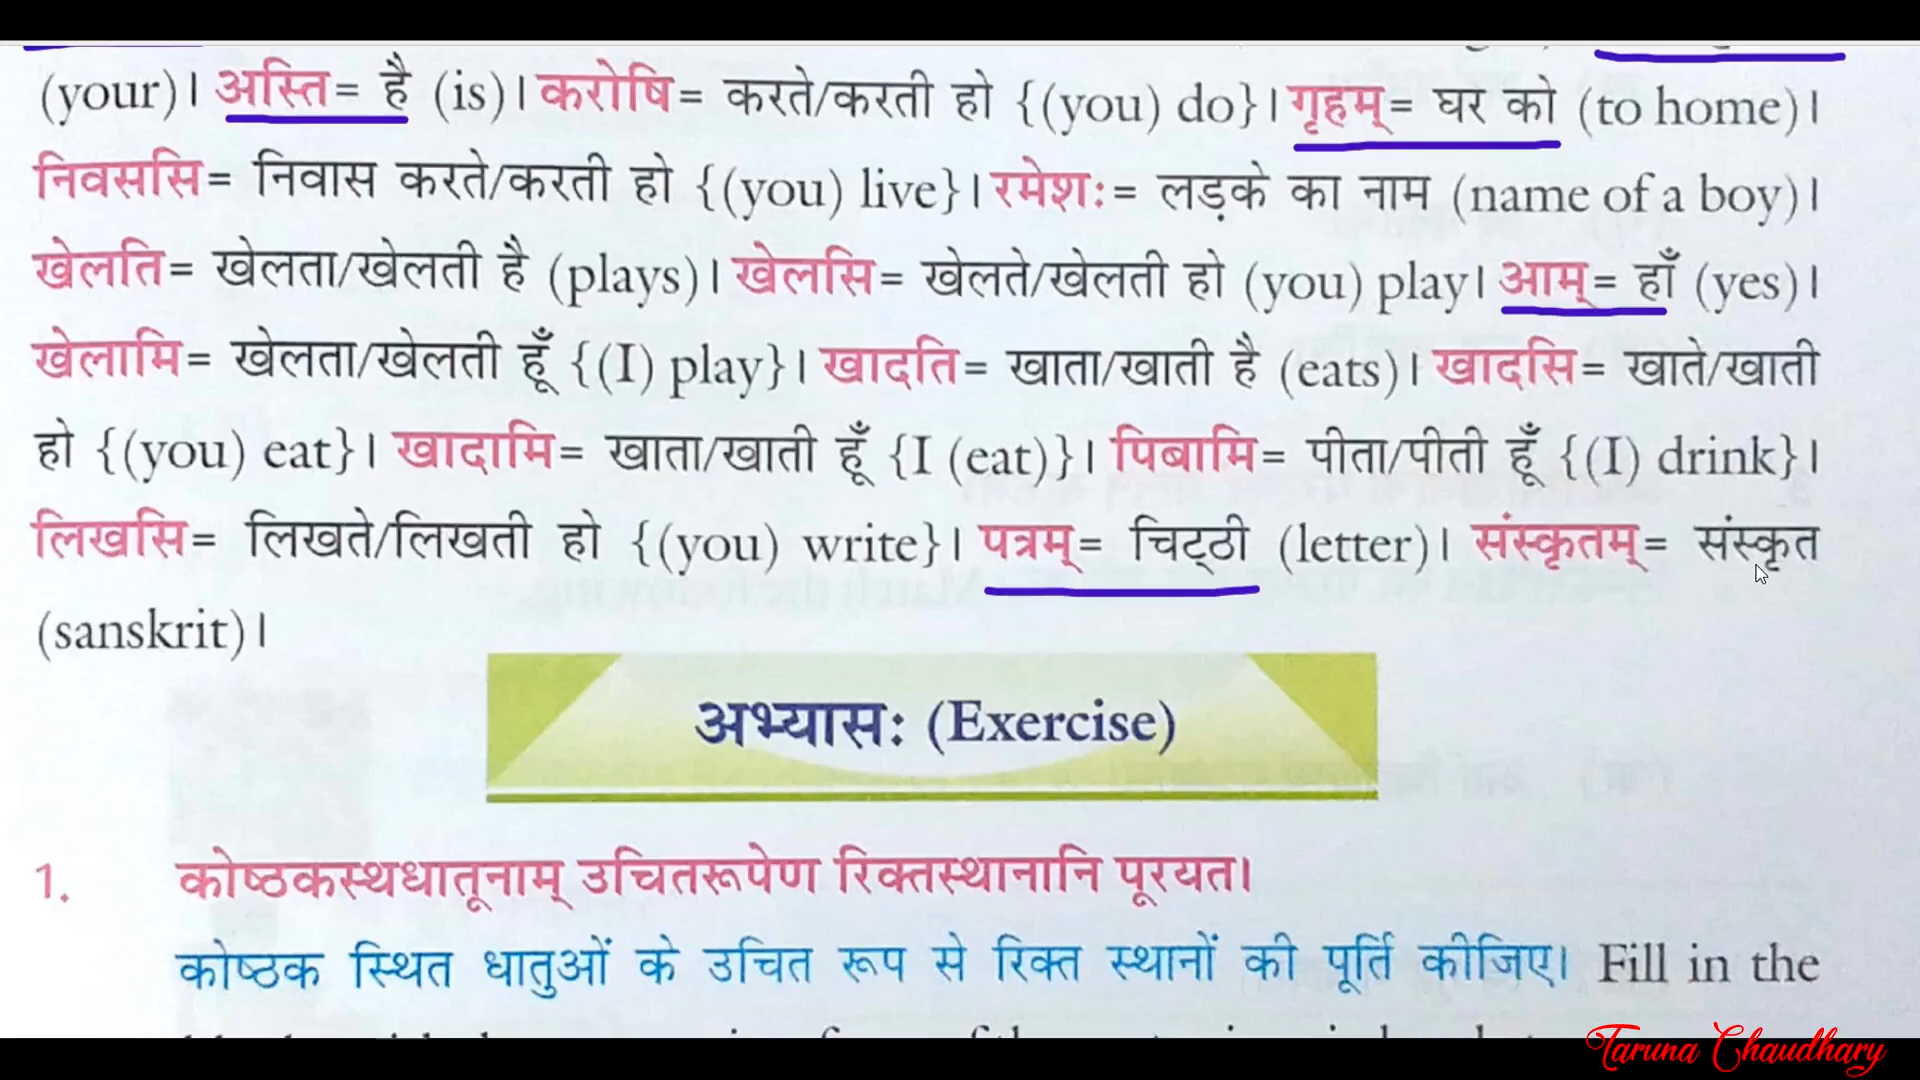 (your)। अस्ति= है (is)। करोषि= करते/करती हो {(you) do}। गृहम्= घर को (to home)।
निवससि= निवास करते/करती हो {(you) live}। रमेशः= लड़के का नाम (name of a boy)।
खेलति= खेलता/खेलती है (plays)। खेलसि= खेलते/खेलती हो (you) play। आम्= हाँ (yes)।
खेलामि= खेलता/खेलती हूँ {(I) play}। खादति= खाता/खाती है (eats)। खादसि= खाते/खाती
हो {(you) eat}। खादामि= खाता/खाती हूँ {I (eat)}। पिबामि= पीता/पीती हूँ {(I) drink}।
लिखसि= लिखते/लिखती हो {(you) write}। पत्रम्= चिट्ठी (letter)। संस्कृतम्= संस्कृत
(sanskrit)।
अभ्यासः (Exercise)
1. कोष्ठकस्थधातूनाम् उचितरूपेण रिक्तस्थानानि पूरयत।
कोष्ठक स्थित धातुओं के उचित रूप से रिक्त स्थानों की पूर्ति कीजिए। Fill in the
Taruna Chaudhary